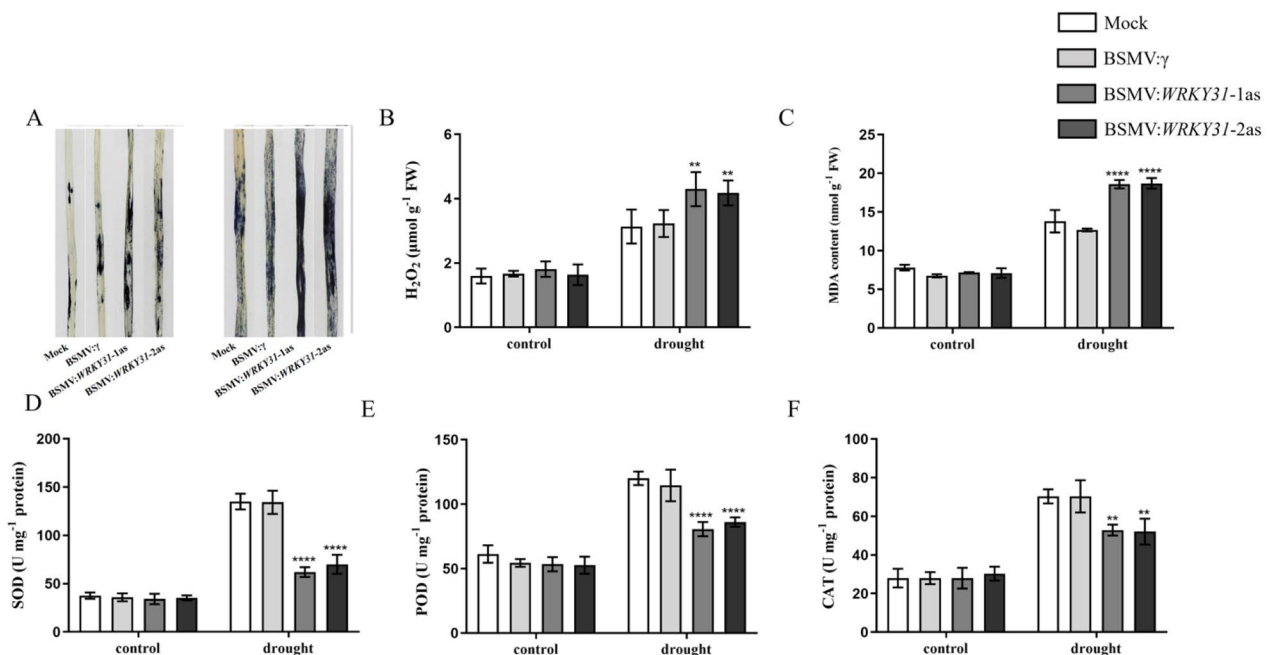 Mock
BSMV:γ
BSMV:WRKY31-1as
BSMV:WRKY31-2as
A
Mock
BSMV:γ
BSMV:WRKY31-1as
BSMV:WRKY31-2as
Mock
BSMV:γ
BSMV:WRKY31-1as
BSMV:WRKY31-2as
B
H₂O₂ (μmol g⁻¹ FW)
6
4
2
0
** **
control drought
C
MDA content (nmol g⁻¹ FW)
25
20
15
10
5
0
**** ****
control drought
D
SOD (U mg⁻¹ protein)
200
150
100
50
0
**** ****
control drought
E
POD (U mg⁻¹ protein)
150
100
50
0
**** ****
control drought
F
CAT (U mg⁻¹ protein)
100
80
60
40
20
0
** **
control drought